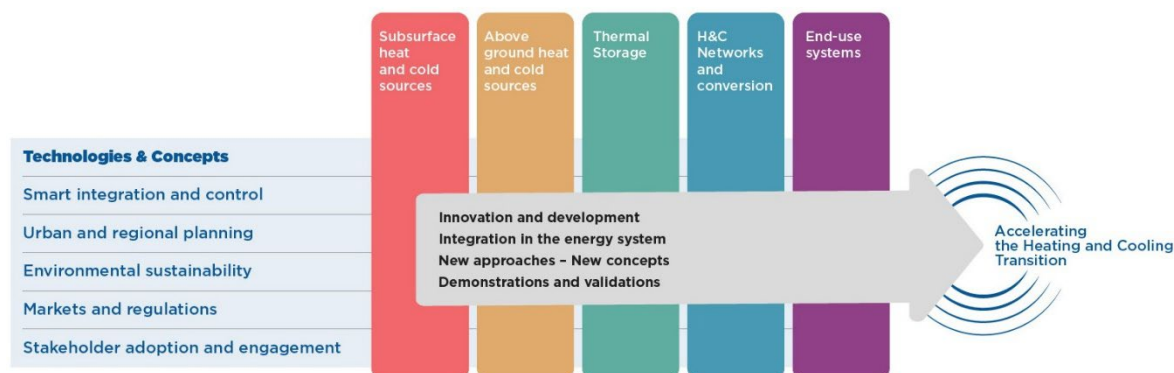 Subsurface
heat
and cold
sources
Above
ground heat
and cold
sources
Thermal
Storage
H&C
Networks
and
conversion
End-use
systems
Technologies & Concepts
Smart integration and control
Urban and regional planning
Environmental sustainability
Markets and regulations
Stakeholder adoption and engagement
Innovation and development
Integration in the energy system
New approaches – New concepts
Demonstrations and validations
Accelerating
the Heating and Cooling
Transition